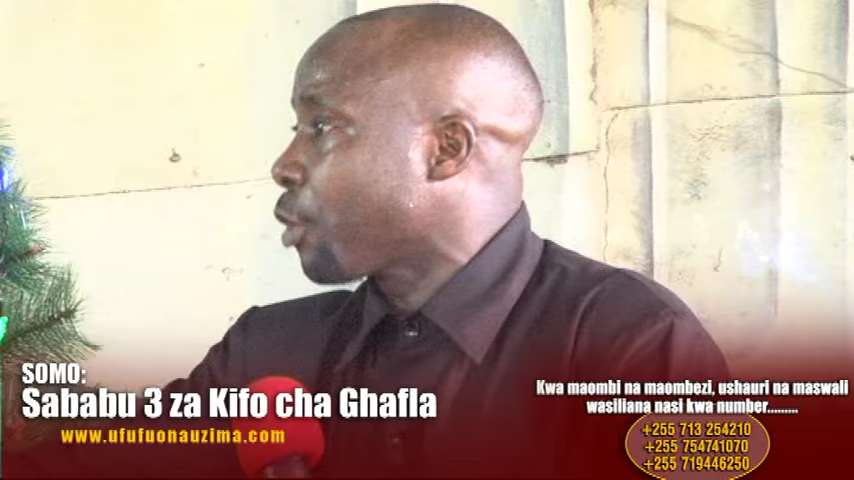 SOMO:
Sababu 3 za Kifo cha Ghafla
www.ufufuonauzima.com
Kwa maombi na maombezi, ushauri na maswali
wasiliana nasi kwa number.........
+255 713 254210
+255 754741070
+255 719446250